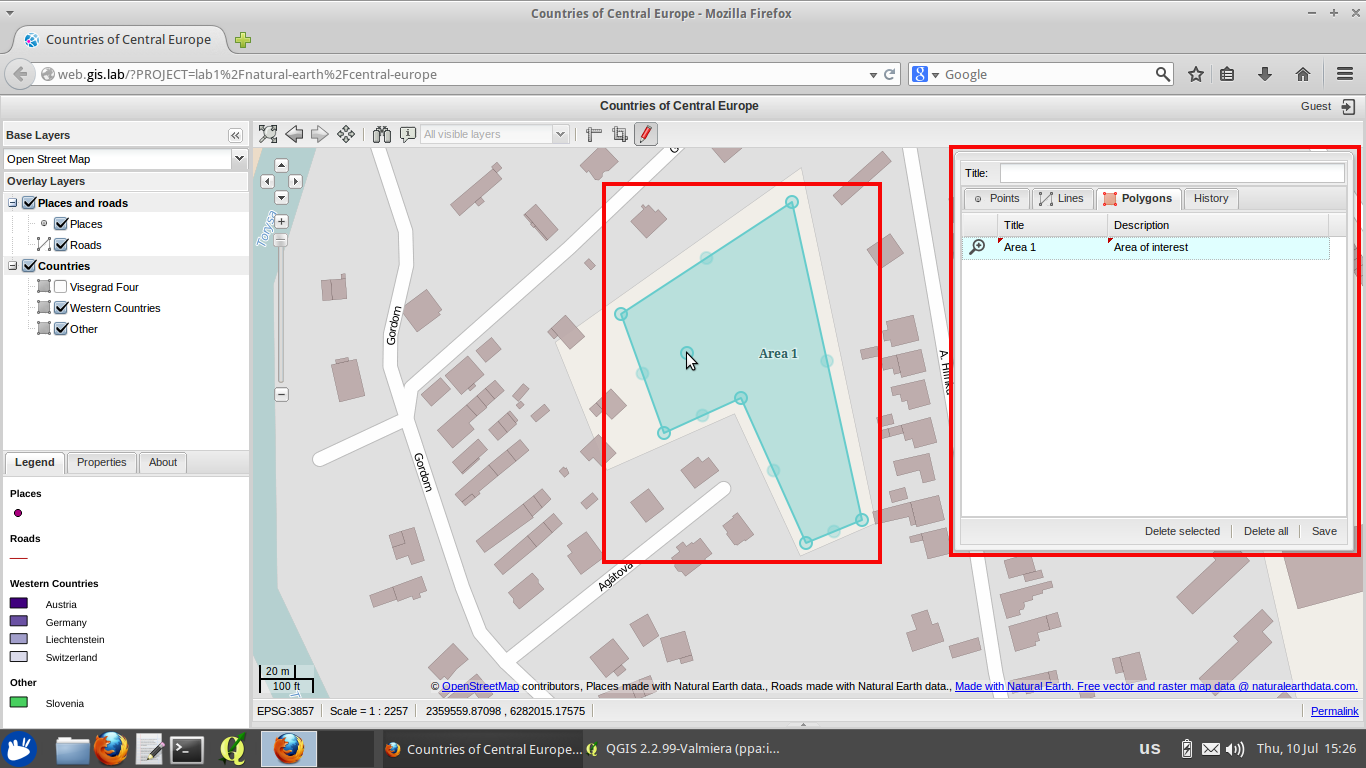 Countries of Central Europe - Mozilla Firefox
Countries of Central Europe
web.gis.lab/?PROJECT=lab1%2Fnatural-earth%2Fcentral-europe
Google
Countries of Central Europe
Guest
Base Layers
Open Street Map
Overlay Layers
Places and roads
Places
Roads
Countries
Visegrad Four
Western Countries
Other
Legend
Properties
About
Places
Roads
Western Countries
Austria
Germany
Liechtenstein
Switzerland
Other
Slovenia
All visible layers
Torysa
Gordom
Gordom
Agátova
A. Hlinku
Area 1
Title:
Points
Lines
Polygons
History
Title
Description
Area 1
Area of interest
Delete selected
Delete all
Save
20 m
100 ft
© OpenStreetMap contributors, Places made with Natural Earth data., Roads made with Natural Earth data., Made with Natural Earth. Free vector and raster map data @ naturalearthdata.com.
EPSG:3857
Scale = 1 : 2257
2359559.87098 , 6282015.17575
Permalink
Countries of Central Europe...
QGIS 2.2.99-Valmiera (ppa:i...
us
Thu, 10 Jul 15:26